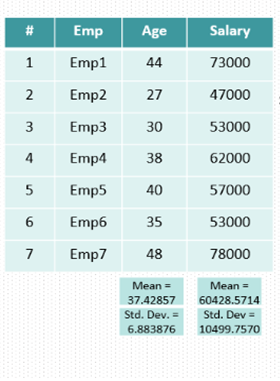 # Emp Age Salary
1 Emp1 44 73000
2 Emp2 27 47000
3 Emp3 30 53000
4 Emp4 38 62000
5 Emp5 40 57000
6 Emp6 35 53000
7 Emp7 48 78000
Mean = Mean =
37.42857 60428.5714
Std. Dev. = Std. Dev =
6.883876 10499.7570